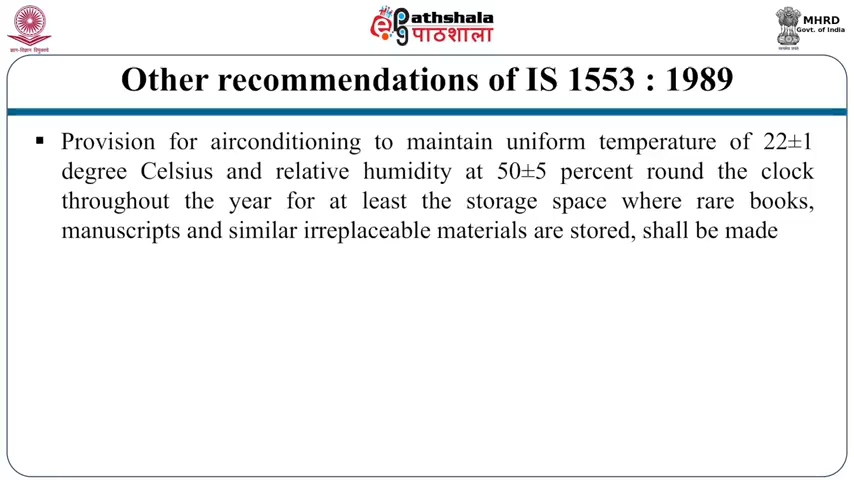 ePathshala
पाठशाला
MHRD
Govt. of India
Other recommendations of IS 1553 : 1989
▪ Provision for airconditioning to maintain uniform temperature of 22±1
degree Celsius and relative humidity at 50±5 percent round the clock
throughout the year for at least the storage space where rare books,
manuscripts and similar irreplaceable materials are stored, shall be made